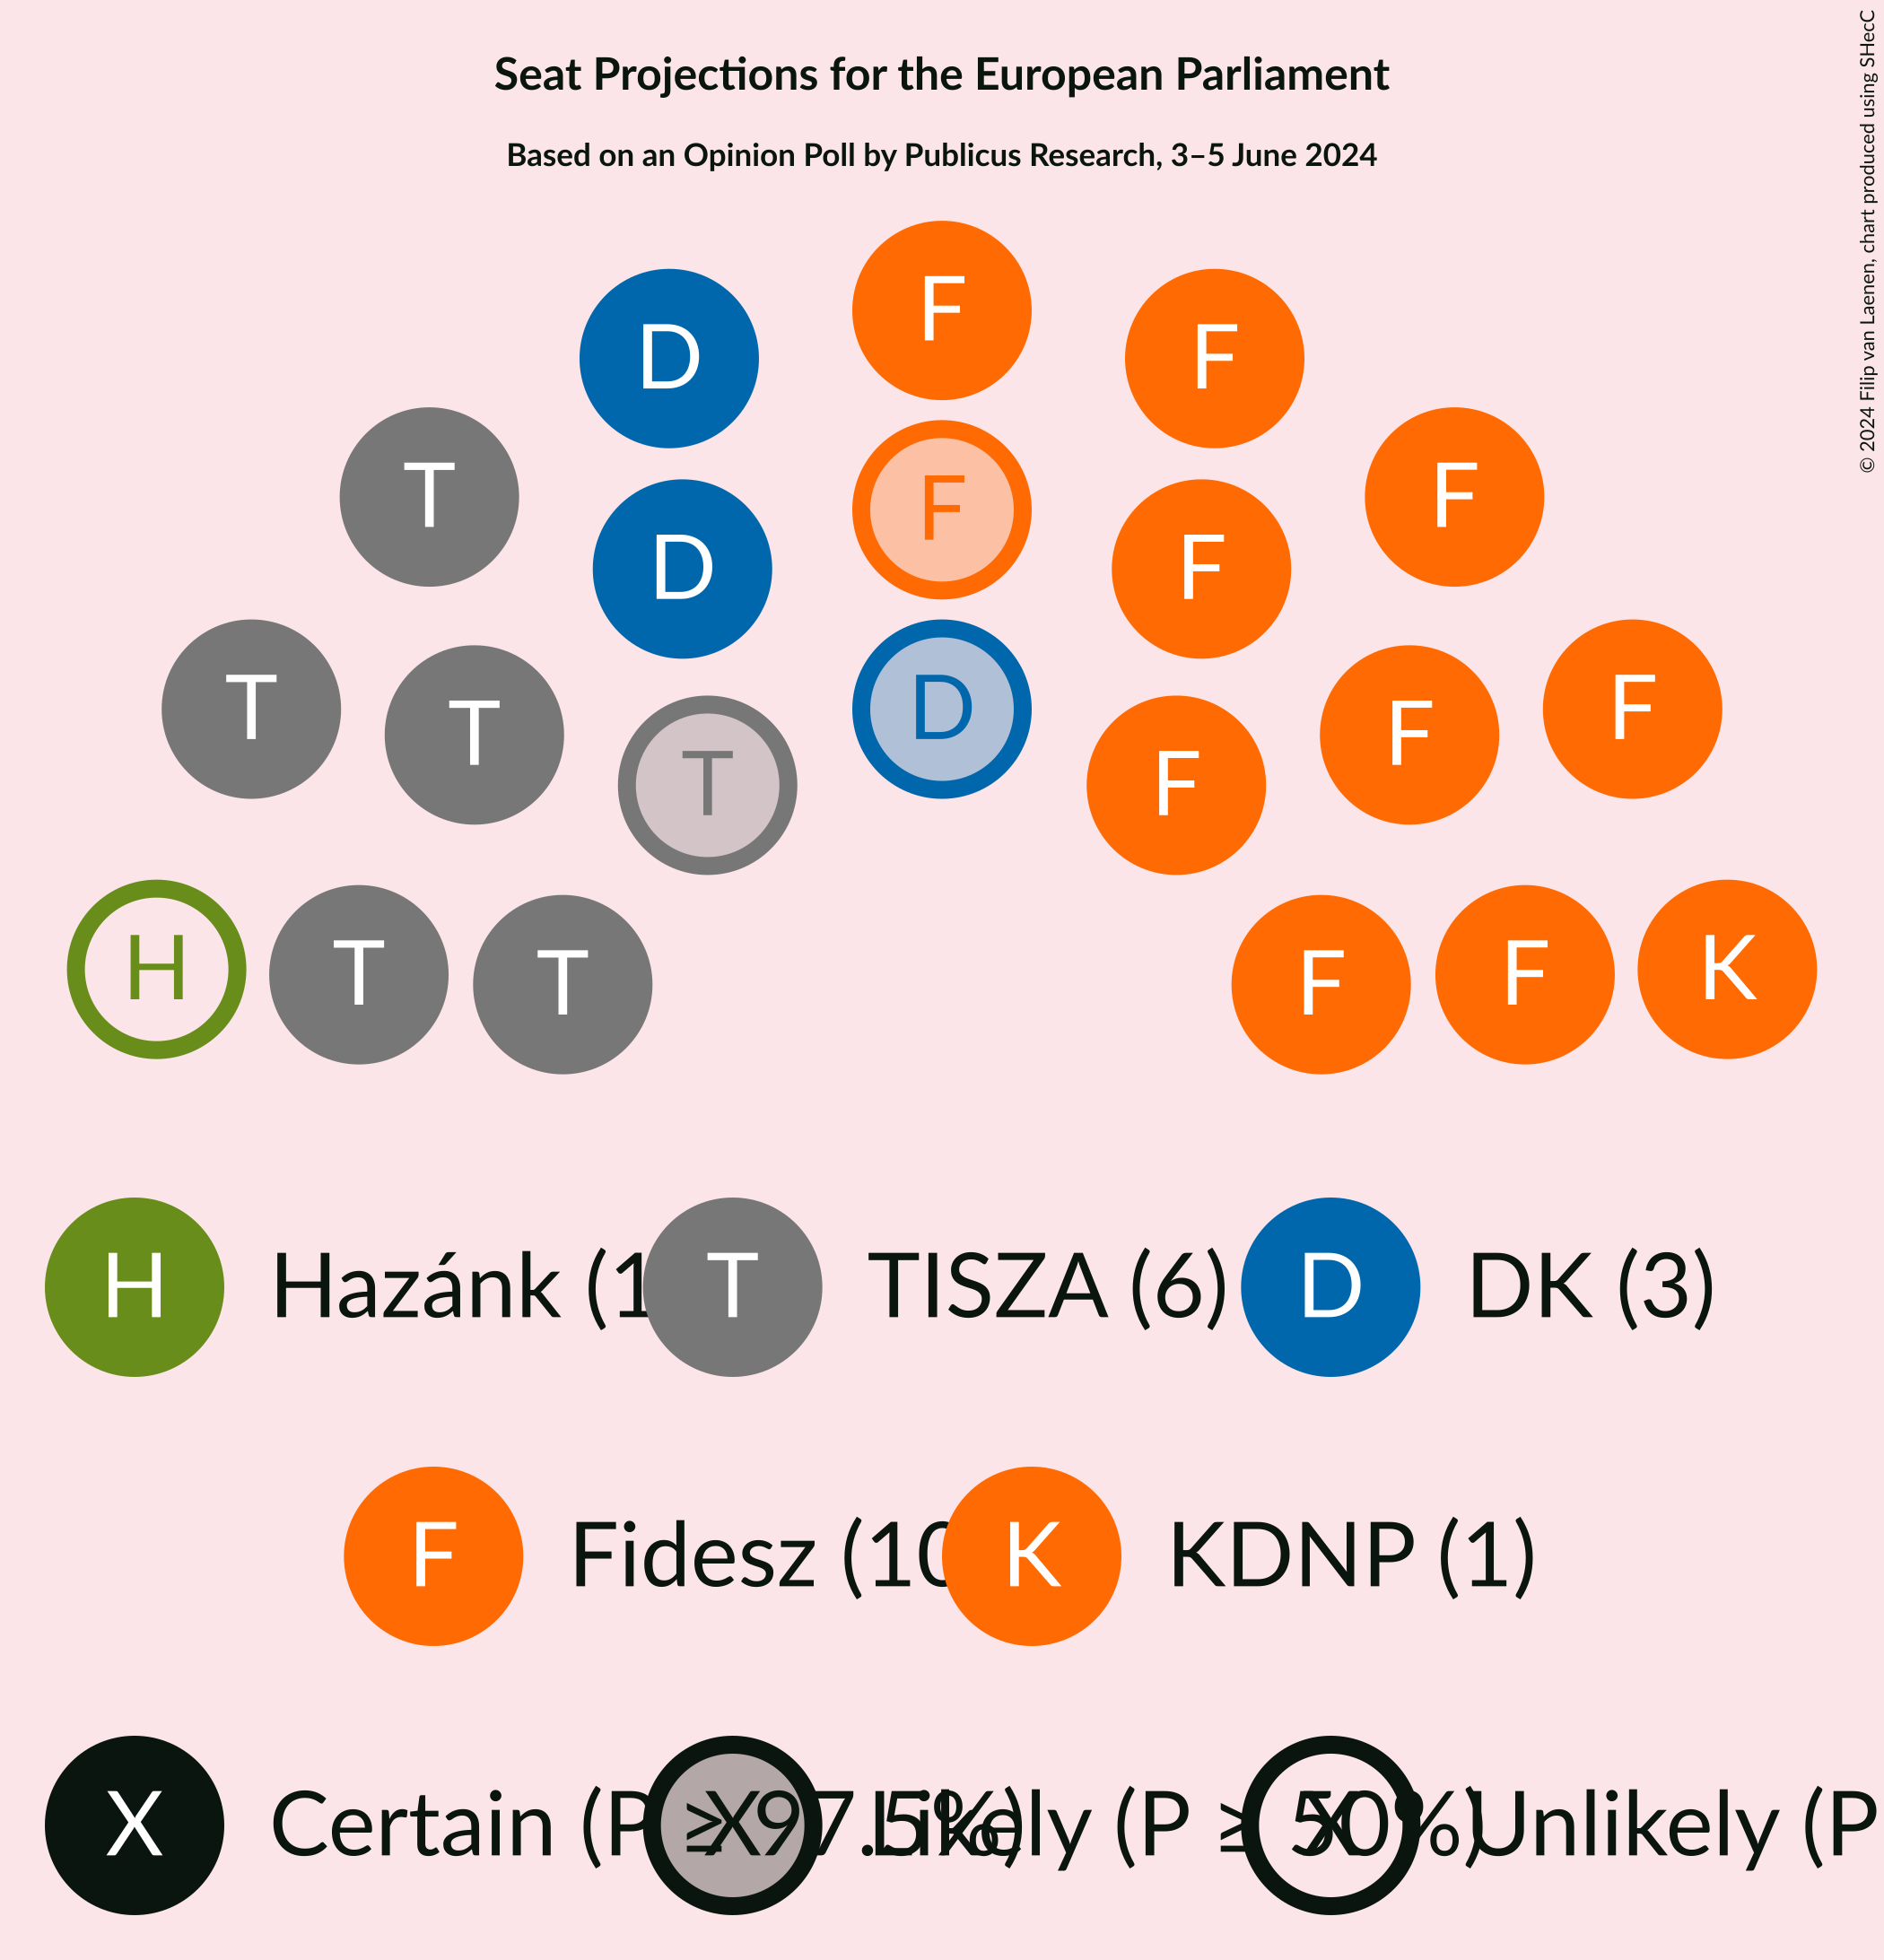 Seat Projections for the European Parliament
Based on an Opinion Poll by Publicus Research, 3–5 June 2024
© 2024 Filip van Laenen, chart produced using SHecC
F
D F
T F
F
D F
T F
D
T F
T F
H K
T F
T F
H Hazánk (1 T TISZA (6) D DK (3)
F Fidesz (10 K KDNP (1)
X Certain (P ≥ 97.5%) X Likely (P ≥ 50%) X Unlikely (P